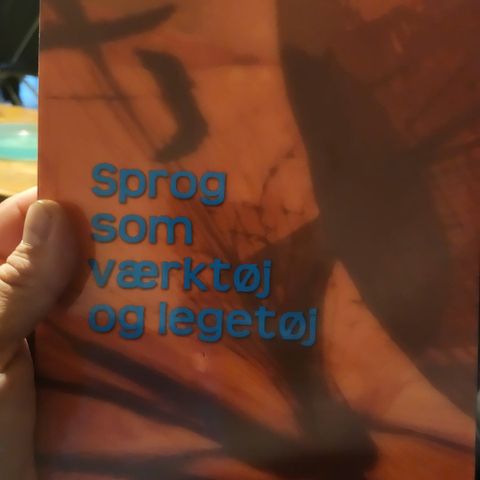 Sprog
som
værktøj
og legetøj